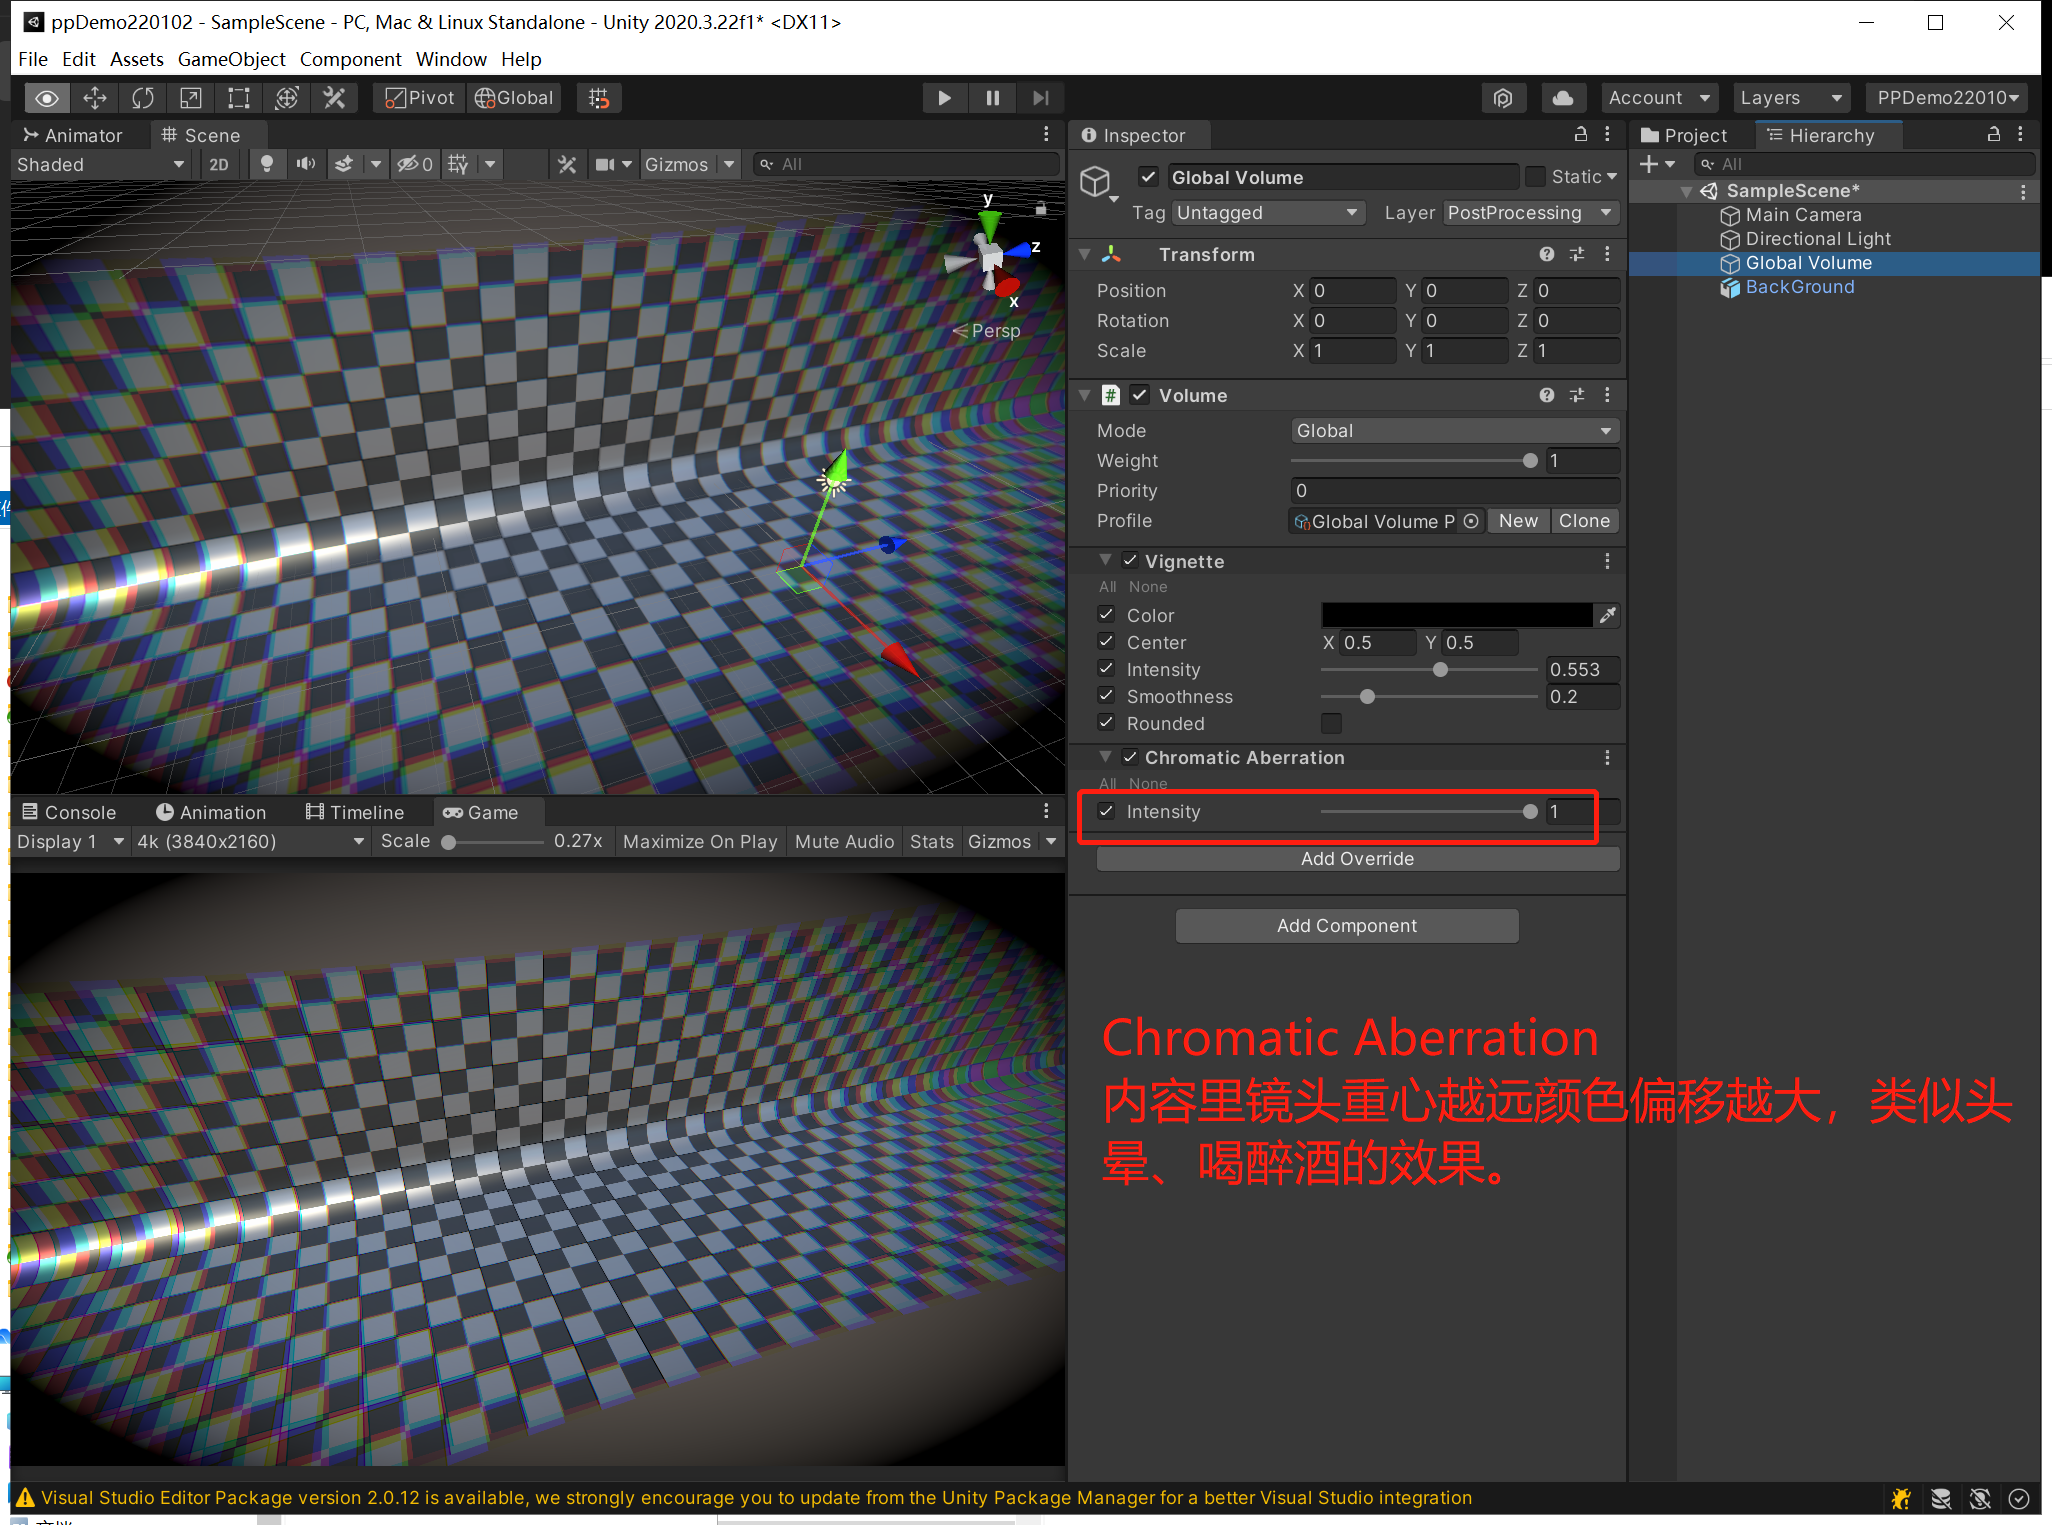 ppDemo220102 - SampleScene - PC, Mac & Linux Standalone - Unity 2020.3.22f1* <DX11>
File Edit Assets GameObject Component Window Help
Pivot Global Account Layers PPDemo22010
Animator Scene
Shaded 2D 0 Gizmos All
y
z
x
Persp
Inspector
Global Volume Static
Tag Untagged Layer PostProcessing
Transform
Position X 0 Y 0 Z 0
Rotation X 0 Y 0 Z 0
Scale X 1 Y 1 Z 1
Volume
Mode Global
Weight 1
Priority 0
Profile Global Volume P New Clone
Vignette
All None
Color
Center X 0.5 Y 0.5
Intensity 0.553
Smoothness 0.2
Rounded
Chromatic Aberration
All None
Intensity 1
Add Override
Add Component
Project Hierarchy
All
SampleScene*
Main Camera
Directional Light
Global Volume
BackGround
Console Animation Timeline Game
Display 1 4k (3840x2160) Scale 0.27x Maximize On Play Mute Audio Stats Gizmos
Chromatic Aberration
内容里镜头重心越远颜色偏移越大，类似头
晕、喝醉酒的效果。
Visual Studio Editor Package version 2.0.12 is available, we strongly encourage you to update from the Unity Package Manager for a better Visual Studio integration